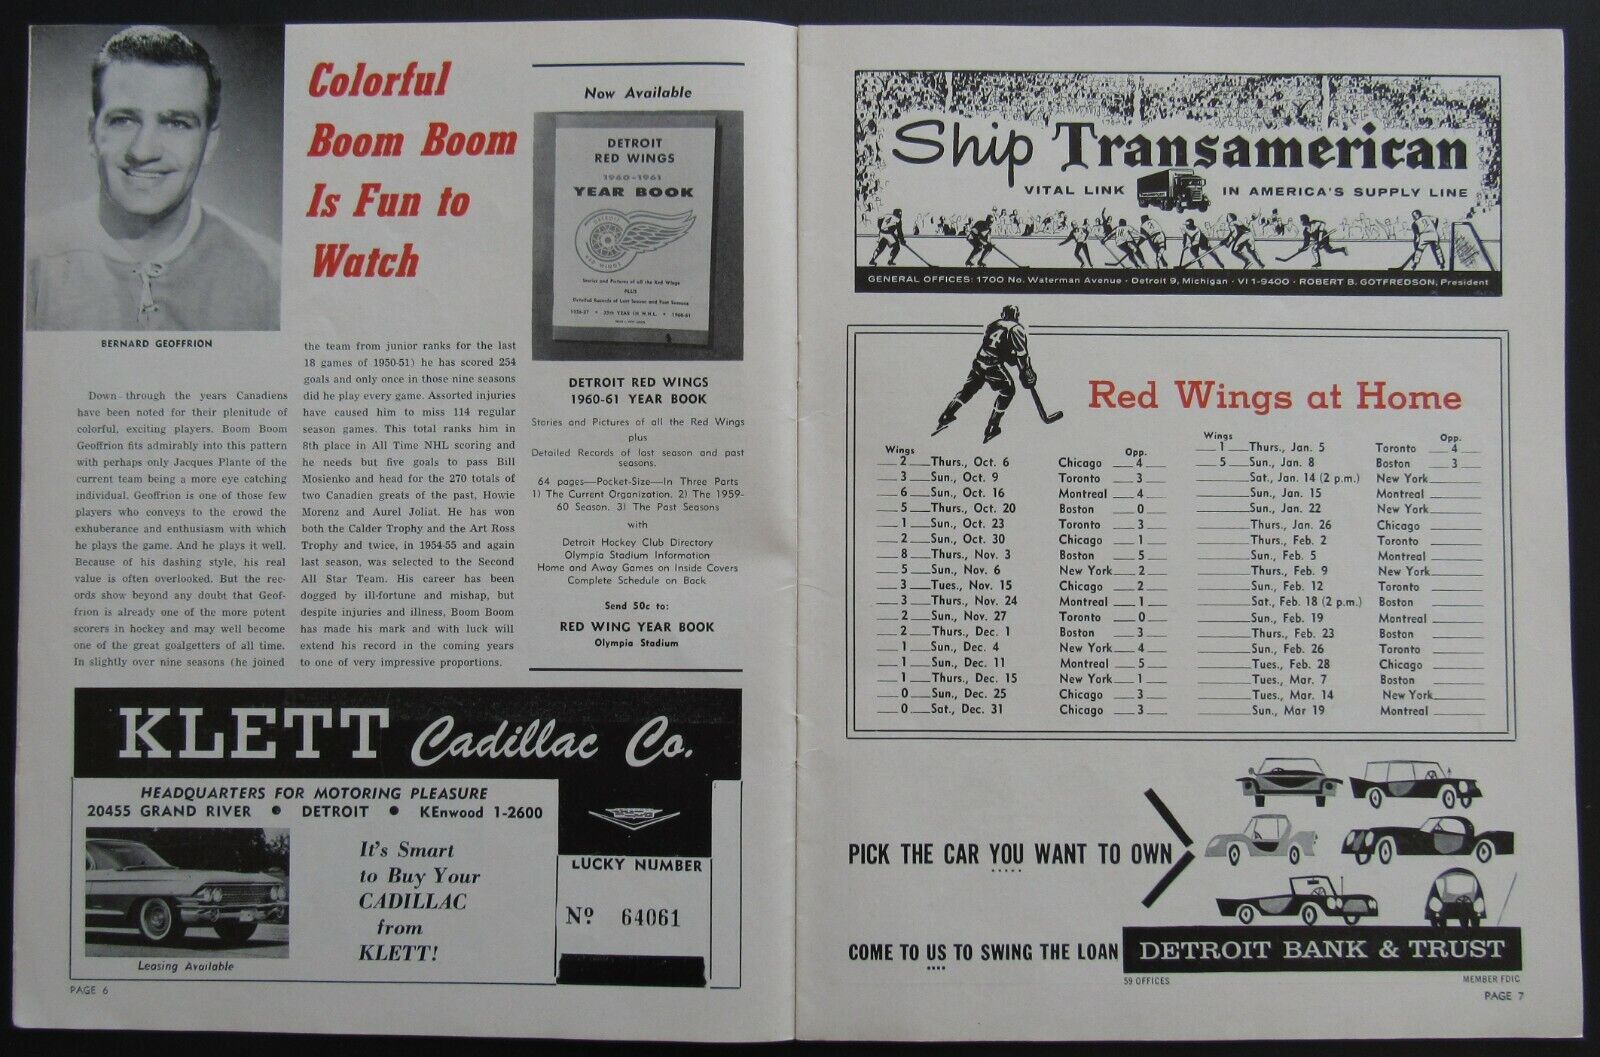 Colorful
Boom Boom
Is Fun to
Watch
BERNARD GEOFFRION
Down through the years Canadiens
have been noted for their plenitude of
colorful, exciting players. Boom Boom
Geoffrion fits admirably into this pattern
with perhaps only Jacques Plante of the
current team being a more eye catching
individual. Geoffrion is one of those few
players who conveys to the crowd the
exhuberance and enthusiasm with which
he plays the game. And he plays it well.
Because of his dashing style, his real
value is often overlooked. But the rec-
ords show beyond any doubt that Geof-
frion is already one of the more potent
scorers in hockey and may well become
one of the great goalgetters of all time.
In slightly over nine seasons (he joined
the team from junior ranks for the last
18 games of 1950-51) he has scored 254
goals and only once in those nine seasons
did he play every game. Assorted injuries
have caused him to miss 114 regular
season games. This total ranks him in
8th place in All Time NHL scoring and
he needs but five goals to pass Bill
Mosienko and head for the 270 totals of
two Canadien greats of the past, Howie
Morenz and Aurel Joliat. He has won
both the Calder Trophy and the Art Ross
Trophy and twice, in 1954-55 and again
last season, was selected to the Second
All Star Team. His career has been
dogged by ill-fortune and mishap, but
despite injuries and illness, Boom Boom
has made his mark and with luck will
extend his record in the coming years
to one of very impressive proportions.
Now Available
DETROIT
RED WINGS
1960-1961
YEAR BOOK
DETROIT
RED WINGS
Stories and Pictures of all the Red Wings
PLUS
Detailed Records of Last Season and Past Seasons
1926-27 • 35th YEAR IN N.H.L. • 1960-61
DETROIT RED WINGS
1960-61 YEAR BOOK
Stories and Pictures of all the Red Wings
plus
Detailed Records of last season and past
seasons.
64 pages—Pocket-Size—In Three Parts
1) The Current Organization. 2) The 1959-
60 Season. 3) The Past Seasons
with
Detroit Hockey Club Directory
Olympia Stadium Information
Home and Away Games on Inside Covers
Complete Schedule on Back
Send 50c to:
RED WING YEAR BOOK
Olympia Stadium
KLETT Cadillac Co.
HEADQUARTERS FOR MOTORING PLEASURE
20455 GRAND RIVER • DETROIT • KEnwood 1-2600
It's Smart
to Buy Your
CADILLAC
from
KLETT!
Leasing Available
LUCKY NUMBER
Nº 64061
PAGE 6
Ship Transamerican
VITAL LINK IN AMERICA'S SUPPLY LINE
GENERAL OFFICES: 1700 No. Waterman Avenue · Detroit 9, Michigan · VI 1-9400 · ROBERT B. GOTFREDSON, President
4
Red Wings at Home
Wings Opp.
2 Thurs., Oct. 6 Chicago 4
3 Sun., Oct. 9 Toronto 3
6 Sun., Oct. 16 Montreal 4
5 Thurs., Oct. 20 Boston 0
1 Sun., Oct. 23 Toronto 3
2 Sun., Oct. 30 Chicago 1
8 Thurs., Nov. 3 Boston 5
5 Sun., Nov. 6 New York 2
3 Tues., Nov. 15 Chicago 2
3 Thurs., Nov. 24 Montreal 1
2 Sun., Nov. 27 Toronto 0
2 Thurs., Dec. 1 Boston 3
1 Sun., Dec. 4 New York 4
1 Sun., Dec. 11 Montreal 5
1 Thurs., Dec. 15 New York 1
0 Sun., Dec. 25 Chicago 3
0 Sat., Dec. 31 Chicago 3
Wings Opp.
1 Thurs., Jan. 5 Toronto 4
5 Sun., Jan. 8 Boston 3
Sat., Jan. 14 (2 p.m.) New York
Sun., Jan. 15 Montreal
Sun., Jan. 22 New York
Thurs., Jan. 26 Chicago
Thurs., Feb. 2 Toronto
Sun., Feb. 5 Montreal
Thurs., Feb. 9 New York
Sun., Feb. 12 Toronto
Sat., Feb. 18 (2 p.m.) Boston
Sun., Feb. 19 Montreal
Thurs., Feb. 23 Boston
Sun., Feb. 26 Toronto
Tues., Feb. 28 Chicago
Tues., Mar. 7 Boston
Tues., Mar. 14 New York
Sun., Mar 19 Montreal
PICK THE CAR YOU WANT TO OWN
COME TO US TO SWING THE LOAN
DETROIT BANK & TRUST
59 OFFICES
MEMBER FDIC
PAGE 7